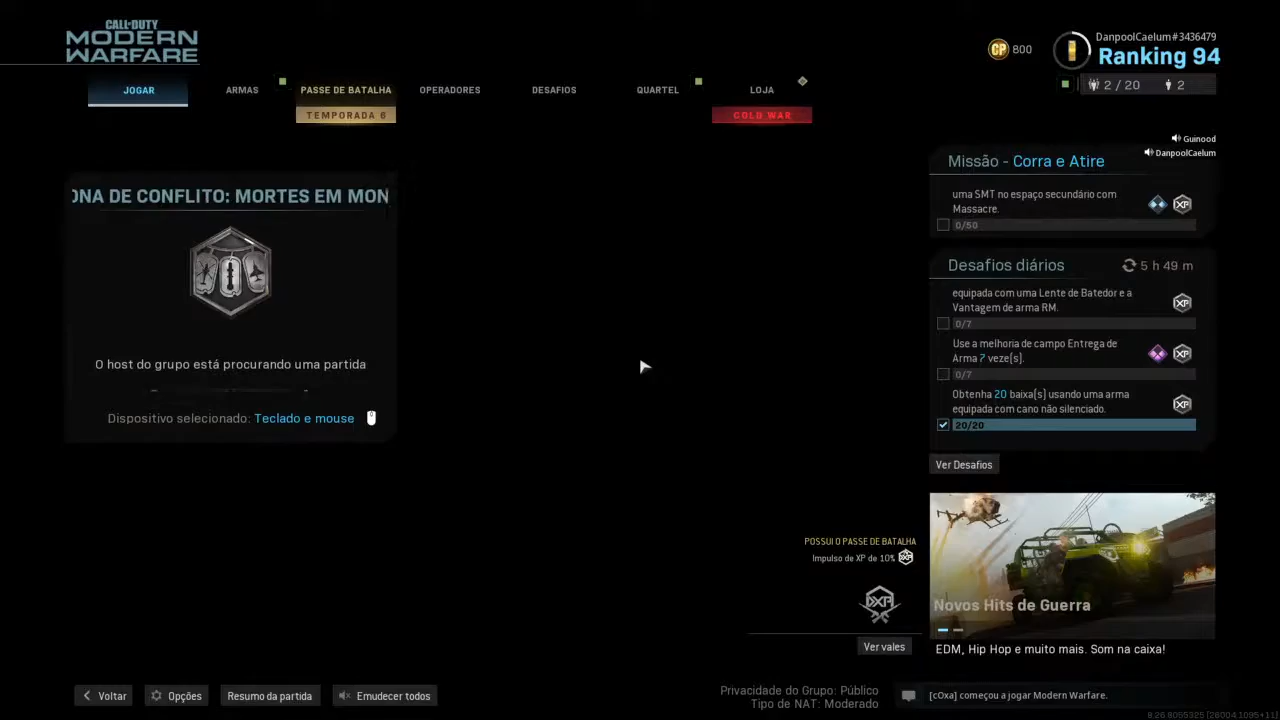 CALL OF DUTY
MODERN
WARFARE
CP 800
DanpoolCaelum#3436479
Ranking 94
2 / 20 2
JOGAR
ARMAS
PASSE DE BATALHA
TEMPORADA 6
OPERADORES
DESAFIOS
QUARTEL
LOJA
COLD WAR
Guinood
DanpoolCaelum
ONA DE CONFLITO: MORTES EM MON
O host do grupo está procurando uma partida
Dispositivo selecionado: Teclado e mouse
Missão - Corra e Atire
uma SMT no espaço secundário com
Massacre.
XP
0/50
Desafios diários
5 h 49 m
equipada com uma Lente de Batedor e a
Vantagem de arma RM.
XP
0/7
Use a melhoria de campo Entrega de
Arma 7 veze(s).
XP
0/7
Obtenha 20 baixa(s) usando uma arma
equipada com cano não silenciado.
XP
20/20
Ver Desafios
POSSUI O PASSE DE BATALHA
Impulso de XP de 10%
DXP
Ver vales
Novos Hits de Guerra
EDM, Hip Hop e muito mais. Som na caixa!
Voltar
Opções
Resumo da partida
Emudecer todos
Privacidade do Grupo: Público
Tipo de NAT: Moderado
[cOxa] começou a jogar Modern Warfare.